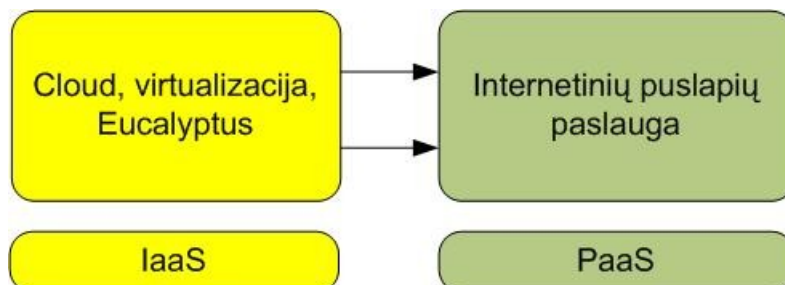 Cloud, virtualizacija,
Eucalyptus
Internetinių puslapių
paslauga
IaaS
PaaS